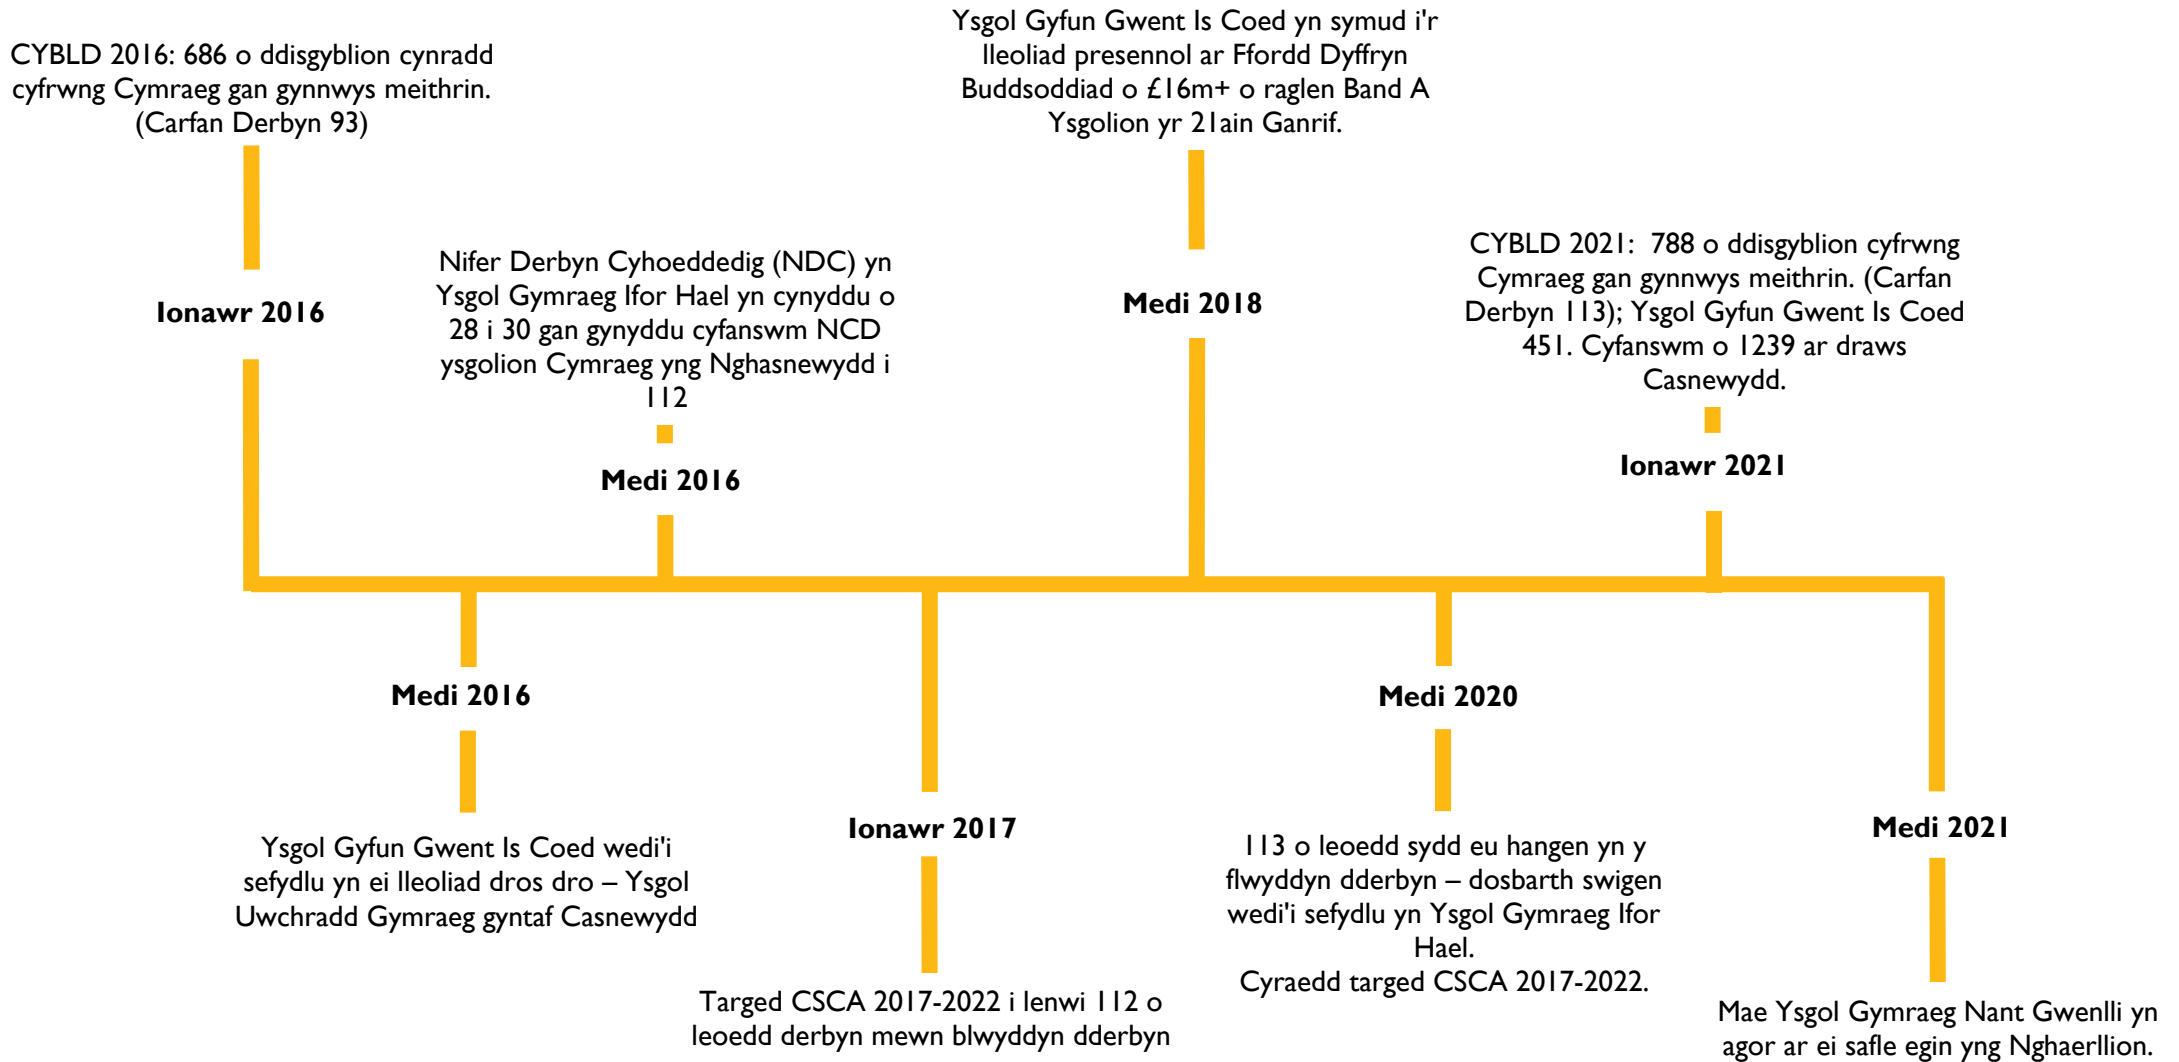 CYBLD 2016: 686 o ddisgyblion cynradd
cyfrwng Cymraeg gan gynnwys meithrin.
(Carfan Derbyn 93)
Ionawr 2016
Medi 2016
Ysgol Gyfun Gwent Is Coed wedi'i
sefydlu yn ei lleoliad dros dro – Ysgol
Uwchradd Gymraeg gyntaf Casnewydd
Nifer Derbyn Cyhoeddedig (NDC) yn
Ysgol Gymraeg Ifor Hael yn cynyddu o
28 i 30 gan gynyddu cyfanswm NCD
ysgolion Cymraeg yng Nghasnewydd i
112
Medi 2016
Ionawr 2017
Targed CSCA 2017-2022 i lenwi 112 o
leoedd derbyn mewn blwyddyn dderbyn
Ysgol Gyfun Gwent Is Coed yn symud i'r
lleoliad presennol ar Ffordd Dyffryn
Buddsoddiad o £16m+ o raglen Band A
Ysgolion yr 21ain Ganrif.
Medi 2018
Medi 2020
113 o leoedd sydd eu hangen yn y
flwyddyn dderbyn – dosbarth swigen
wedi'i sefydlu yn Ysgol Gymraeg Ifor
Hael.
Cyraedd targed CSCA 2017-2022.
CYBLD 2021: 788 o ddisgyblion cyfrwng
Cymraeg gan gynnwys meithrin. (Carfan
Derbyn 113); Ysgol Gyfun Gwent Is Coed
451. Cyfanswm o 1239 ar draws
Casnewydd.
Ionawr 2021
Medi 2021
Mae Ysgol Gymraeg Nant Gwenlli yn
agor ar ei safle egin yng Nghaerllion.